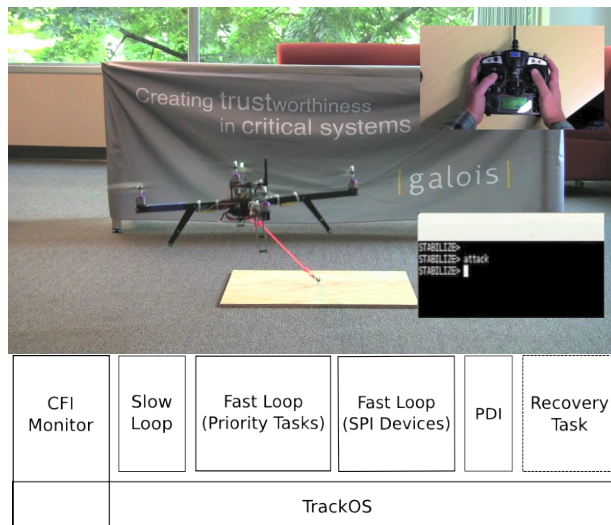 Creating trustworthiness
in critical systems
|galois|
STABILIZE>
STABILIZE> attack
STABILIZE>
CFI
Monitor
Slow
Loop
Fast Loop
(Priority Tasks)
Fast Loop
(SPI Devices)
PDI
Recovery
Task
TrackOS